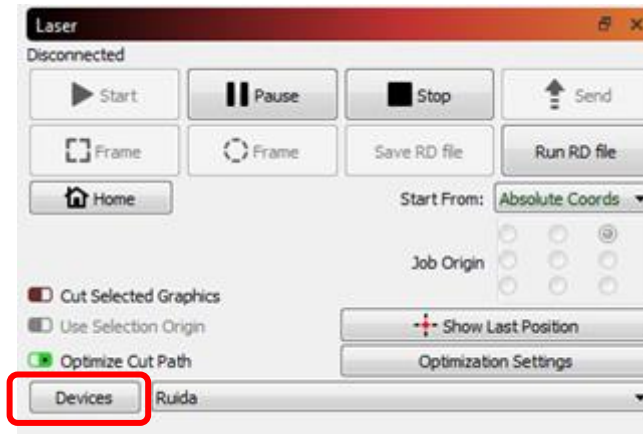 Laser
Disconnected
Start Pause Stop Send
Frame Frame Save RD file Run RD file
Home Start From: Absolute Coords
Job Origin
Cut Selected Graphics
Use Selection Origin Show Last Position
Optimize Cut Path Optimization Settings
Devices Ruida